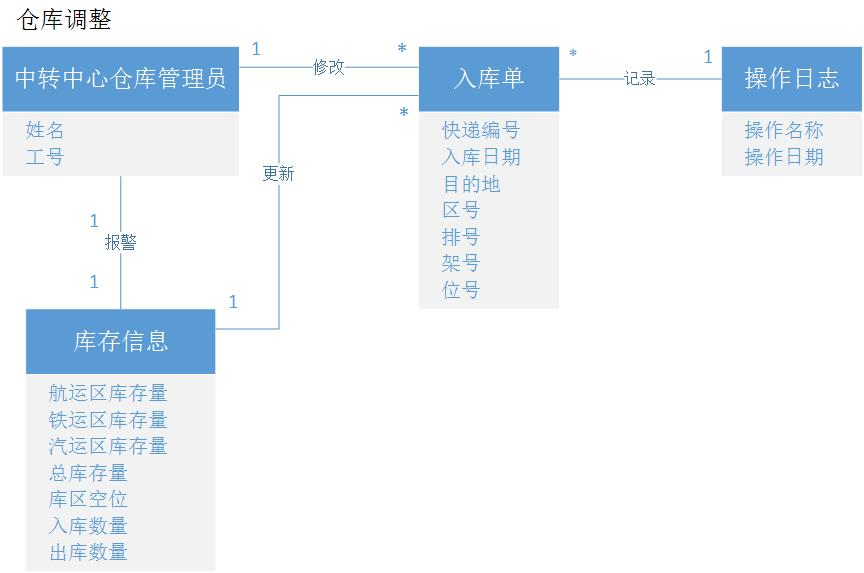 仓库调整
中转中心仓库管理员
姓名
工号
1
修改
*
入库单
快递编号
入库日期
目的地
区号
排号
架号
位号
*
记录
1
操作日志
操作名称
操作日期
*
更新
1
1
报警
1
库存信息
航运区库存量
铁运区库存量
汽运区库存量
总库存量
库区空位
入库数量
出库数量